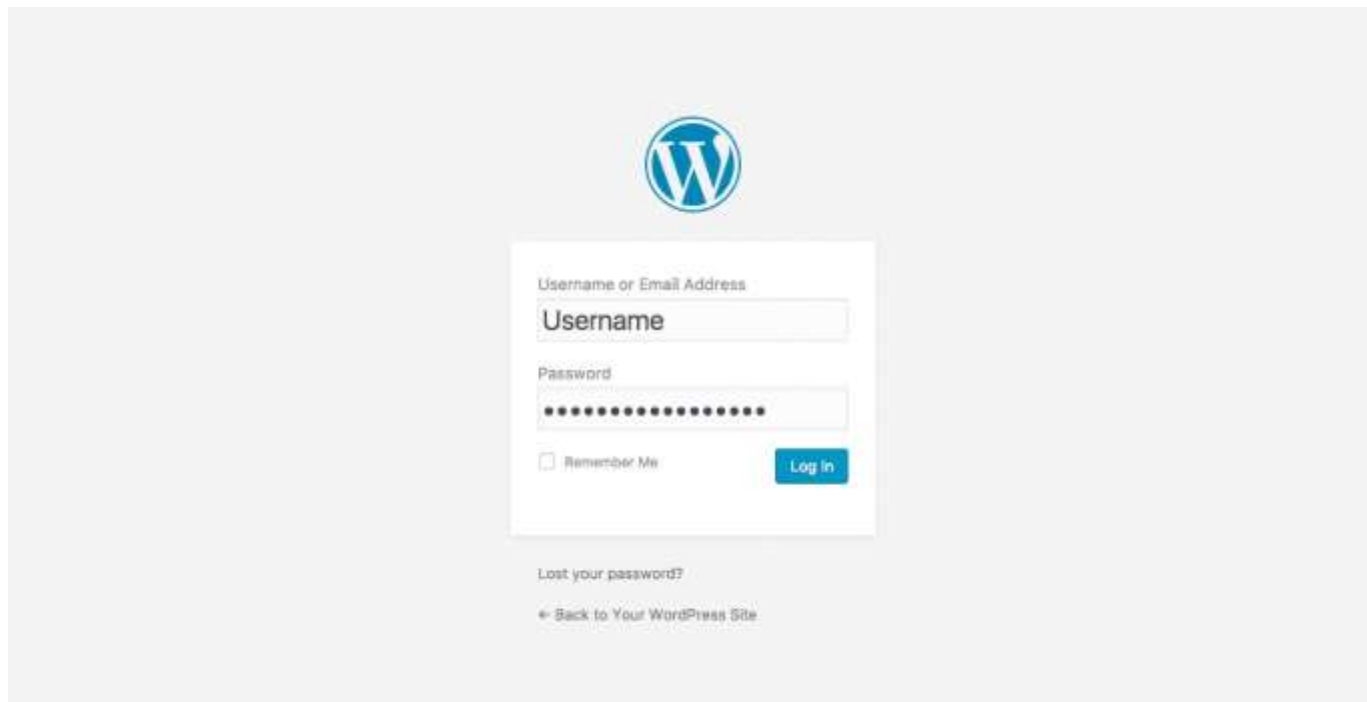 W
Username or Email Address
Username
Password
•••••••••••••••••
Remember Me
Log In
Lost your password?
← Back to Your WordPress Site